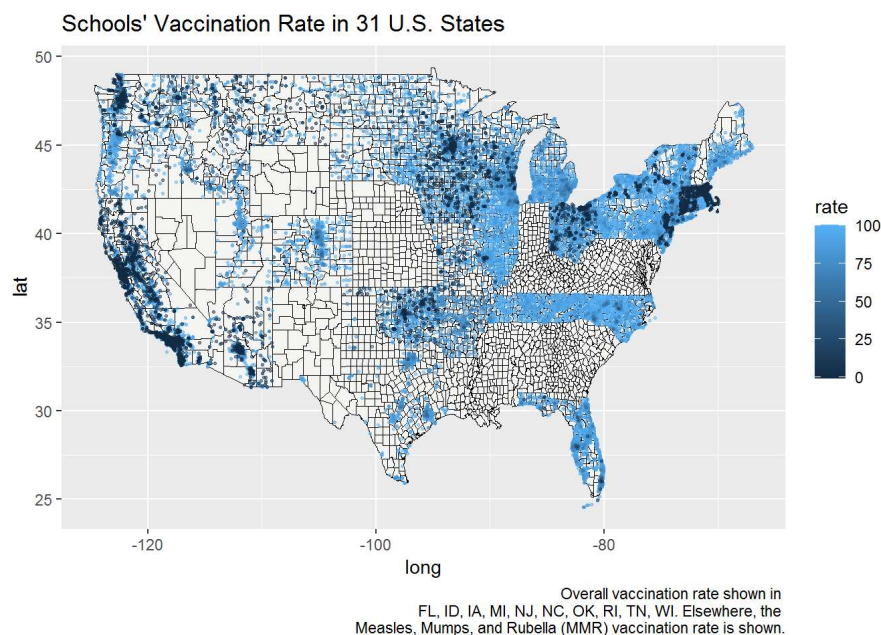 Schools' Vaccination Rate in 31 U.S. States
50
45
40
35
30
25
lat
-120
-100
-80
long
rate
100
75
50
25
0
Overall vaccination rate shown in
FL, ID, IA, MI, NJ, NC, OK, RI, TN, WI. Elsewhere, the
Measles, Mumps, and Rubella (MMR) vaccination rate is shown.